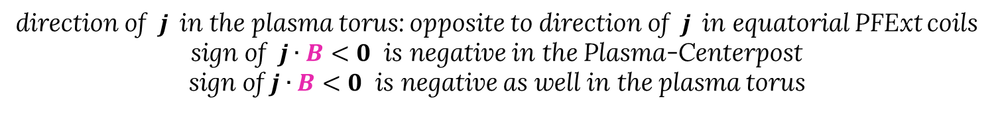 direction of j in the plasma torus: opposite to direction of j in equatorial PFExt coils
sign of j · B < 0 is negative in the Plasma-Centerpost
sign of j · B < 0 is negative as well in the plasma torus